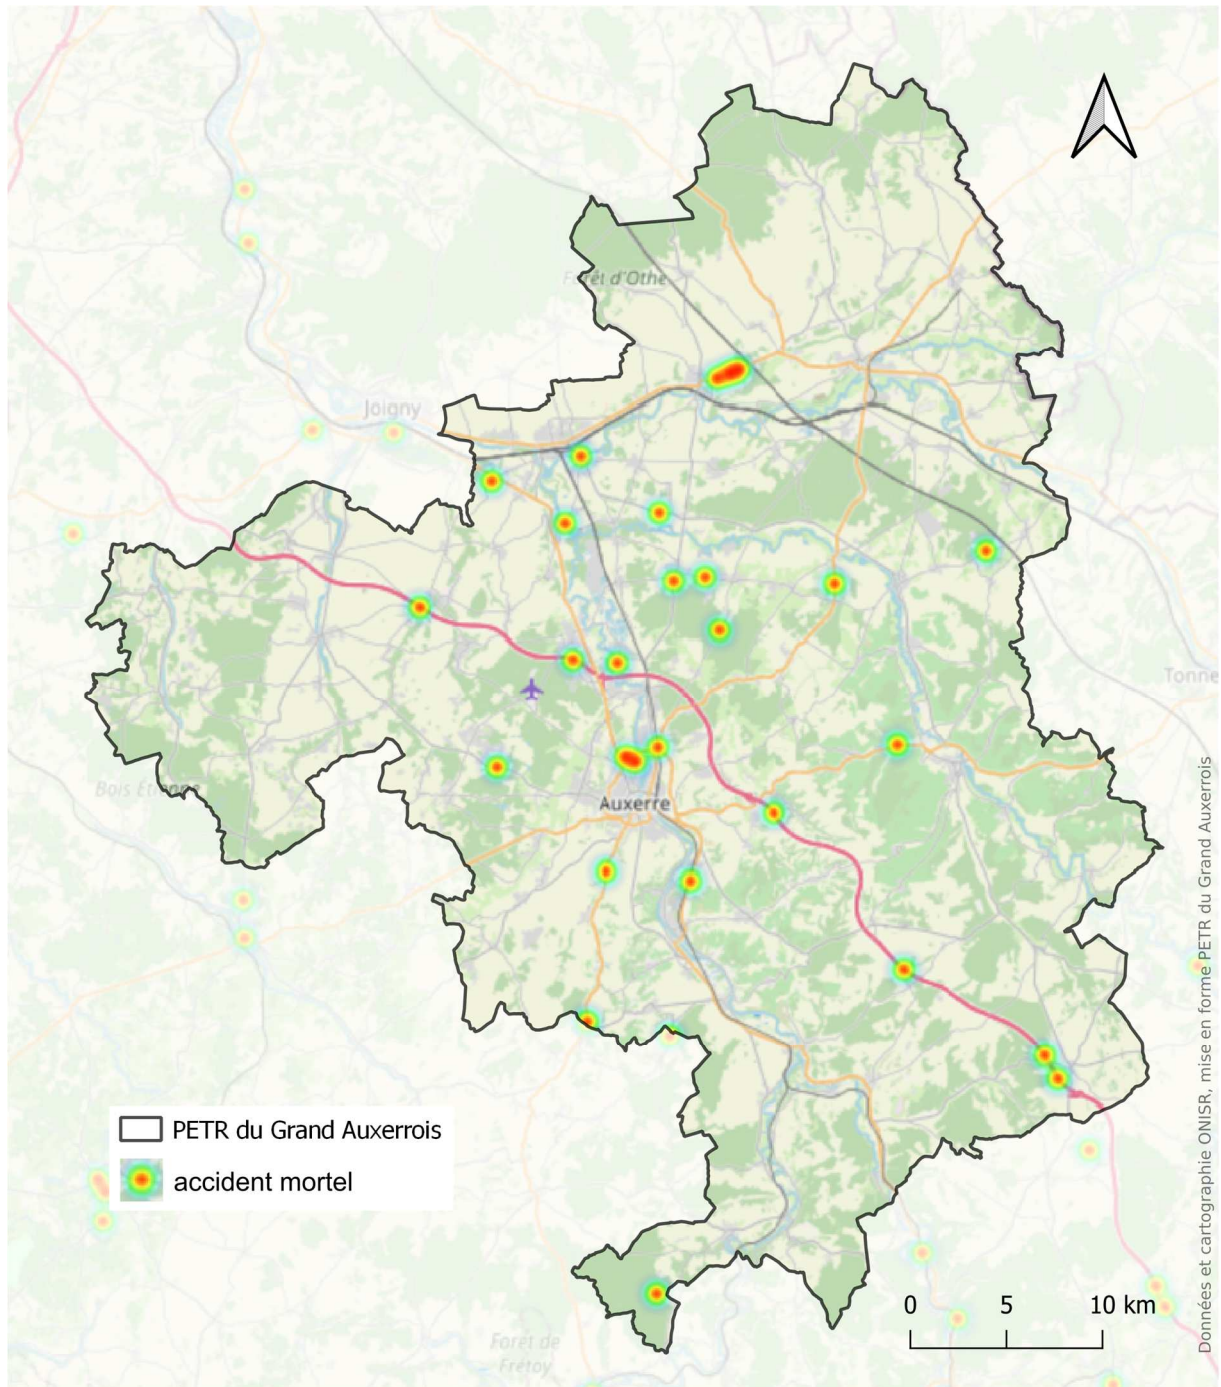 Forêt d'Othe
Joigny
Tonne
Bois Etienne
Auxerre
PETR du Grand Auxerrois
accident mortel
0 5 10 km
Forêt de
Frétoy
Données et cartographie ONISR, mise en forme PETR du Grand Auxerrois